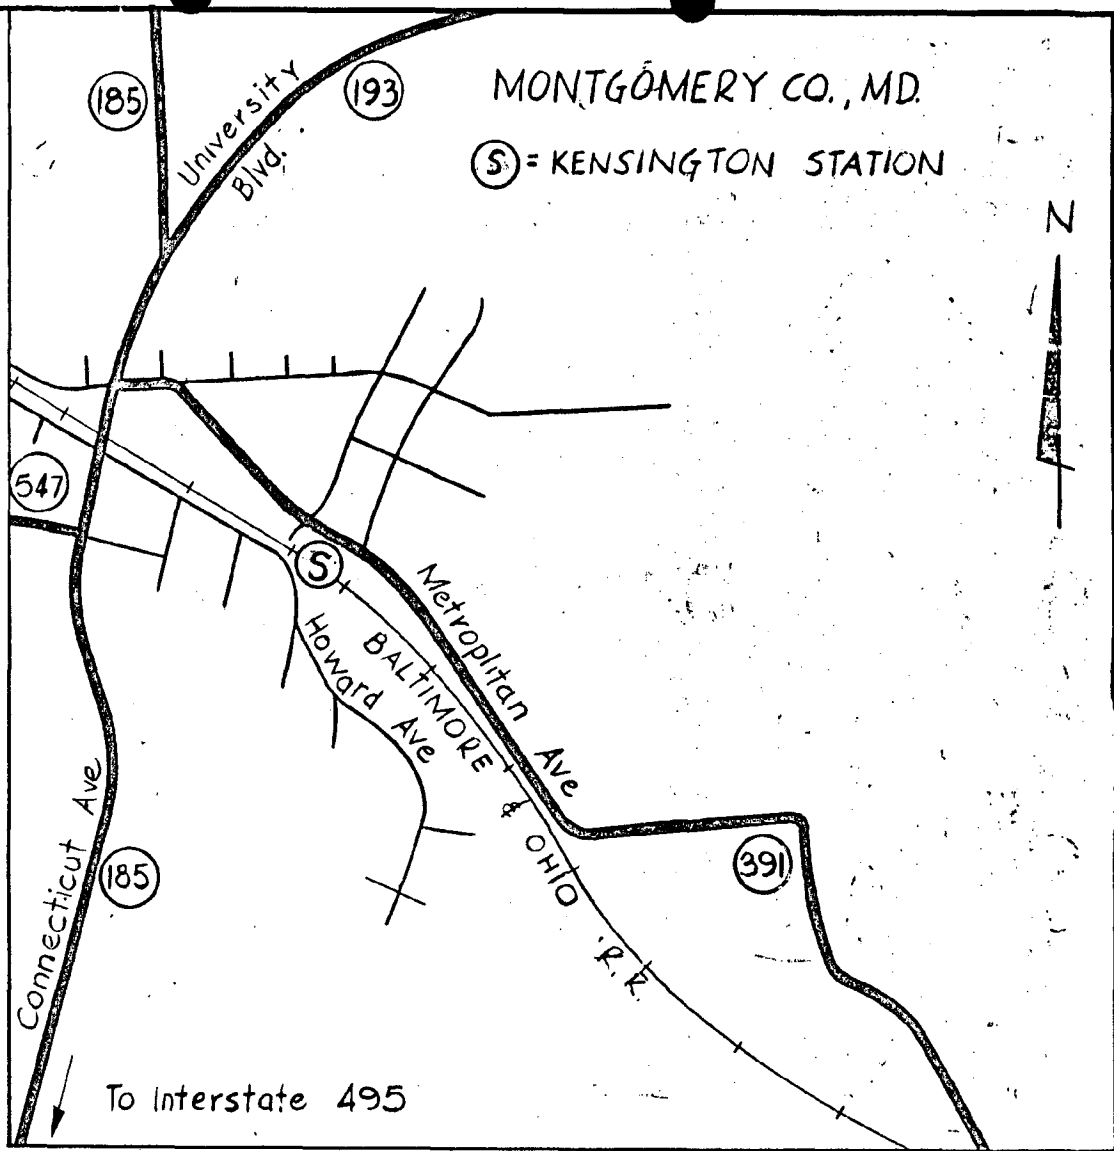 185
University
Blvd.
193
MONTGOMERY CO., MD.
S = KENSINGTON STATION
N
547
S
Metroplitan Ave
Howard Ave
BALTIMORE & OHIO R.R.
391
Connecticut Ave
185
To Interstate 495